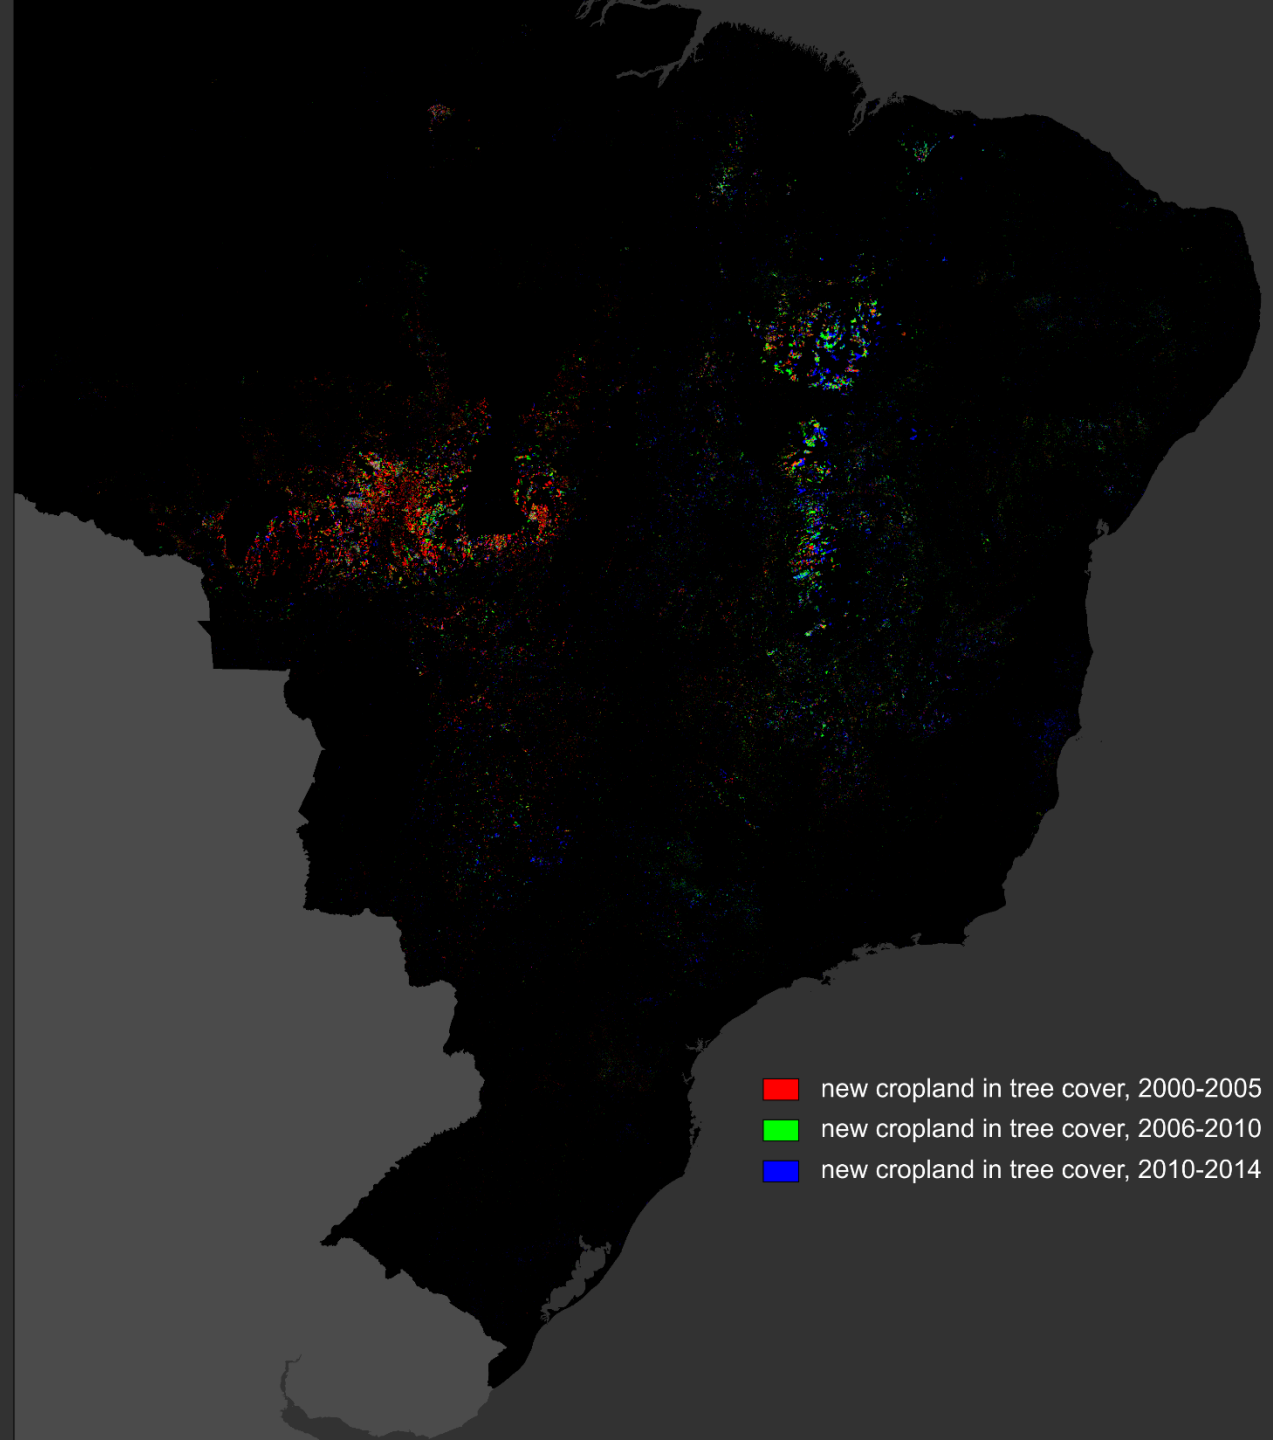 new cropland in tree cover, 2000-2005
new cropland in tree cover, 2006-2010
new cropland in tree cover, 2010-2014